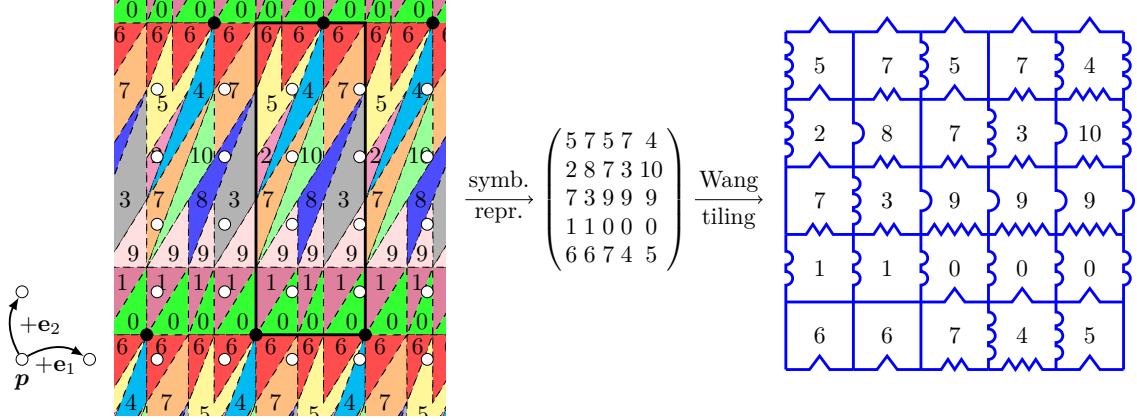 0 0 0 0 0 0 0 0 0
6 6 6 6 6 6 6 6 6
7 4 7 4 7 4
5 5 5
2 10 2 10 2 10
3 7 8 3 7 8 3 7 8
9 9 9 9 9 9 9 9 9
1 1 1 1 1 1 1 1 1
0 0 0 0 0 0 0 0 0
6 6 6 6 6 6 6 6 6
4 7 5 4 7 5 4 7 5
+e₂
+e₁
p
symb.
repr.
5 7 5 7 4
2 8 7 3 10
7 3 9 9 9
1 1 0 0 0
6 6 7 4 5
Wang
tiling
5 7 5 7 4
2 8 7 3 10
7 3 9 9 9
1 1 0 0 0
6 6 7 4 5